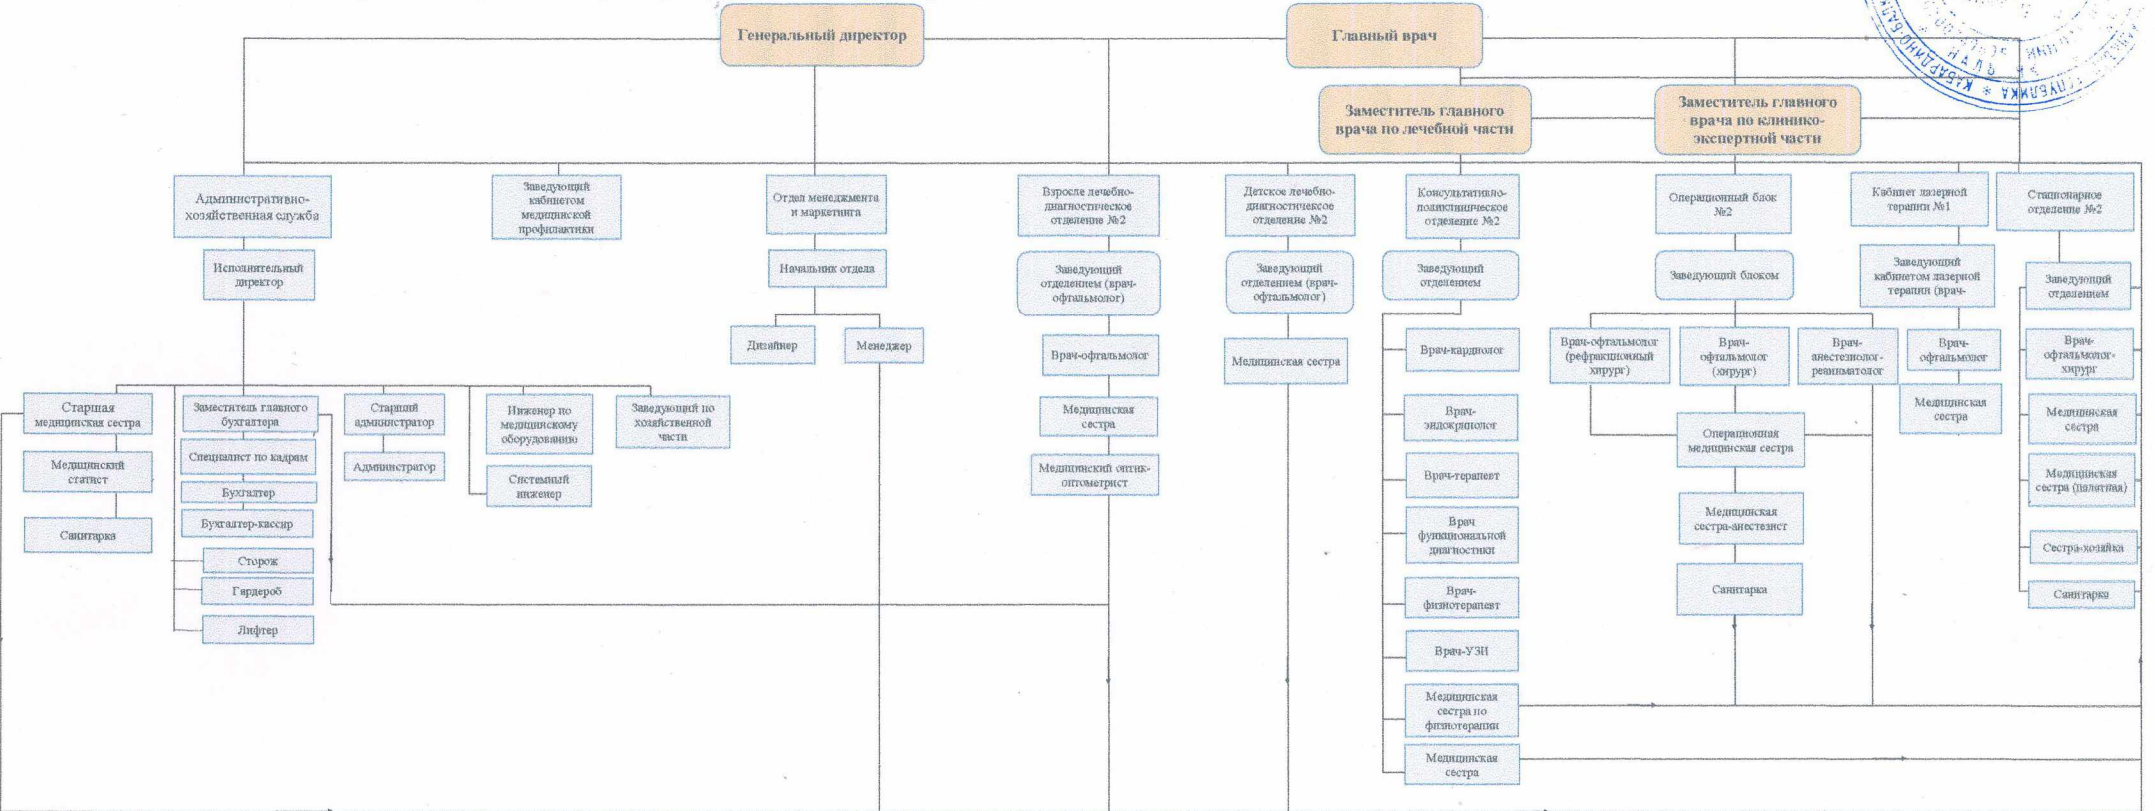 Генеральный директор
Главный врач
Заместитель главного
врача по лечебной части
Заместитель главного
врача по клинико-
экспертной части
Административно-
хозяйственная служба
Заведующий
кабинетом
медицинской
профилактики
Отдел менеджмента
и маркетинга
Взросле лечебно-
диагностическое
отделение №2
Детское лечебно-
диагностичексое
отделение №2
Консультативно-
поликлиническое
отделение №2
Операционный блок
№2
Кабинет лазерной
терапии №1
Стационарное
отделение №2
Исполнительный
директор
Начальник отдела
Заведующий
отделением (врач-
офтальмолог)
Заведующий
отделением (врач-
офтальмолог)
Заведующий
отделением
Заведующий блоком
Заведующий
кабинетом лазерной
терапии (врач-
Заведующий
отделением
Дизайнер
Менеджер
Врач-офтальмолог
Медицинская сестра
Врач-кардиолог
Врач-офтальмолог
(рефракционный
хирург)
Врач-
офтальмолог
(хирург)
Врач-
анестезиолог-
реаниматолог
Врач-
офтальмолог
Врач-
офтальмолог-
хирург
Старшая
медицинская сестра
Заместитель главного
бухгалтера
Старший
администратор
Инженер по
медицинскому
оборудованию
Заведующий по
хозяйственной
части
Медицинская
сестра
Врач-
эндокринолог
Операционная
медицинская сестра
Медицинская
сестра
Медицинская
сестра
Медицинский
статист
Специалист по кадрам
Администратор
Системный
инженер
Медицинский оптик-
оптометрист
Врач-терапевт
Медицинская
сестра (палатная)
Бухгалтер
Санитарка
Бухгалтер-кассир
Врач
функциональной
диагностики
Медицинская
сестра-анестезист
Сестра-хозяйка
Сторож
Гардероб
Врач-
физиотерапевт
Санитарка
Санитарка
Лифтер
Врач-УЗИ
Медицинская
сестра по
физиотерапии
Медицинская
сестра